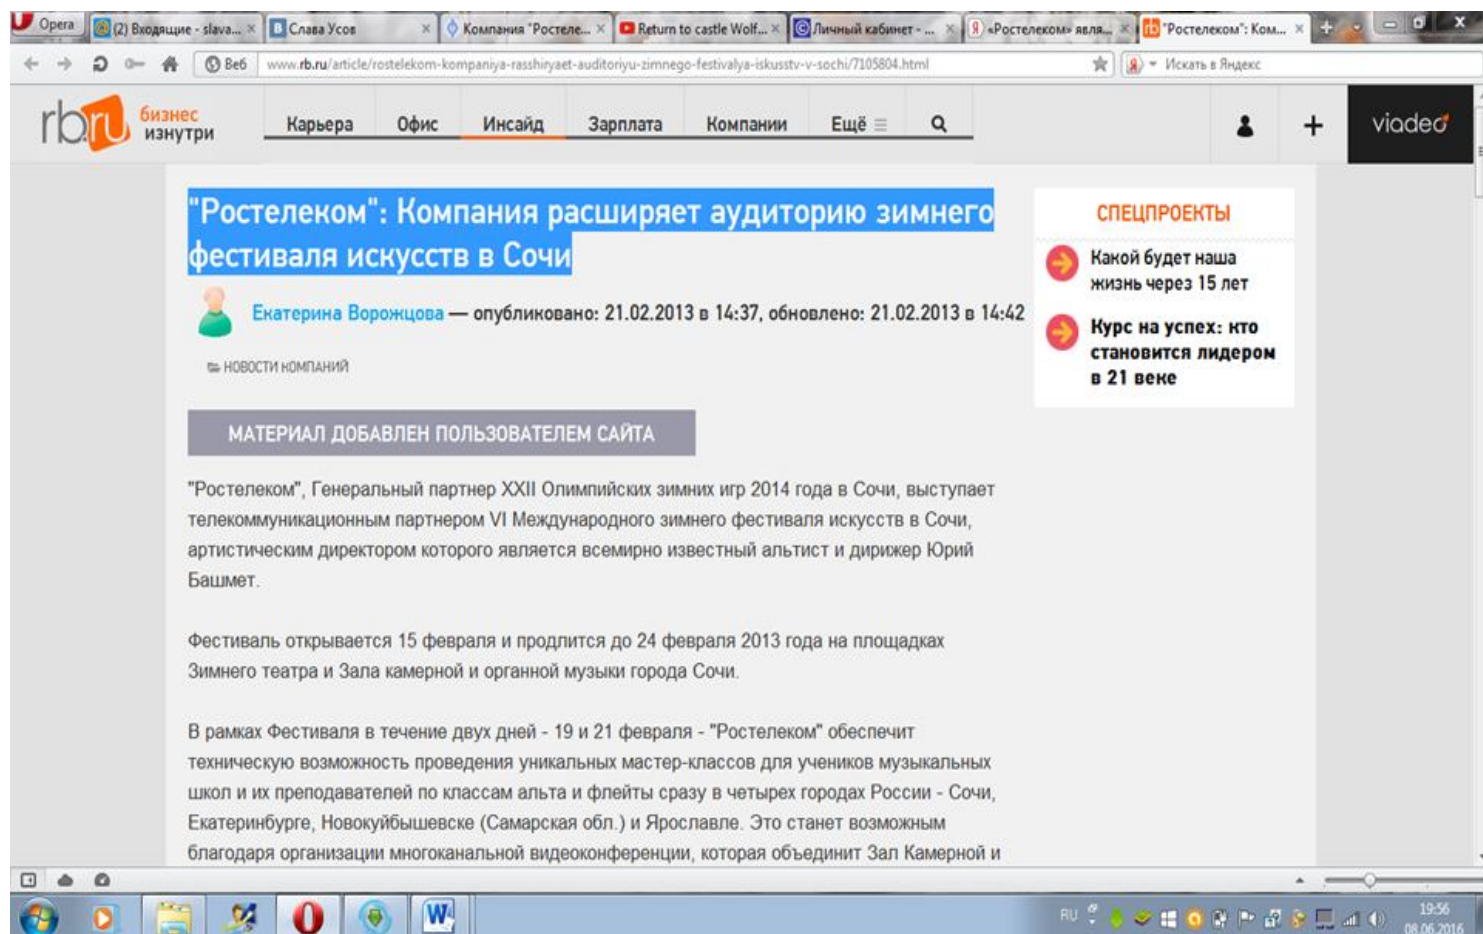 Opera
(2) Входящие - slava...
Слава Усов
Компания "Ростеле...
Return to castle Wolf...
Личный кабинет - ...
«Ростелеком» явля...
"Ростелеком": Ком...
Веб
www.rb.ru/article/rostelekom-kompaniya-rasshiryaet-auditoriyu-zimnego-festivalya-iskusstv-v-sochi/7105804.html
Искать в Яндекс
rb.ru
бизнес
изнутри
Карьера
Офис
Инсайд
Зарплата
Компании
Ещё
viadeo
"Ростелеком": Компания расширяет аудиторию зимнего
фестиваля искусств в Сочи
Екатерина Ворожцова — опубликовано: 21.02.2013 в 14:37, обновлено: 21.02.2013 в 14:42
НОВОСТИ КОМПАНИЙ
МАТЕРИАЛ ДОБАВЛЕН ПОЛЬЗОВАТЕЛЕМ САЙТА
"Ростелеком", Генеральный партнер XXII Олимпийских зимних игр 2014 года в Сочи, выступает
телекоммуникационным партнером VI Международного зимнего фестиваля искусств в Сочи,
артистическим директором которого является всемирно известный альтист и дирижер Юрий
Башмет.
Фестиваль открывается 15 февраля и продлится до 24 февраля 2013 года на площадках
Зимнего театра и Зала камерной и органной музыки города Сочи.
В рамках Фестиваля в течение двух дней - 19 и 21 февраля - "Ростелеком" обеспечит
техническую возможность проведения уникальных мастер-классов для учеников музыкальных
школ и их преподавателей по классам альта и флейты сразу в четырех городах России - Сочи,
Екатеринбурге, Новокуйбышевске (Самарская обл.) и Ярославле. Это станет возможным
благодаря организации многоканальной видеоконференции, которая объединит Зал Камерной и
СПЕЦПРОЕКТЫ
Какой будет наша
жизнь через 15 лет
Курс на успех: кто
становится лидером
в 21 веке
RU
19:56
08.06.2016